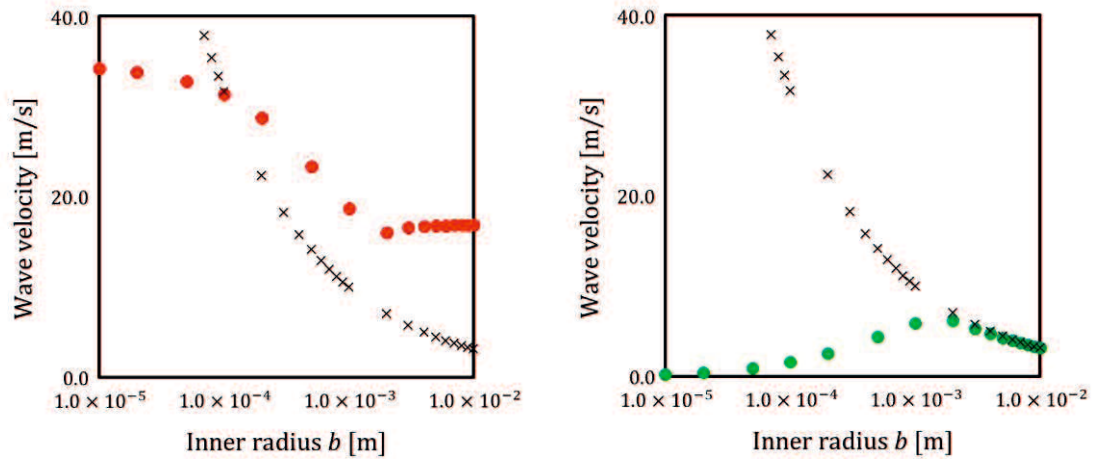 40.0
20.0
0.0
Wave velocity [m/s]
1.0 × 10⁻⁵
1.0 × 10⁻⁴
1.0 × 10⁻³
1.0 × 10⁻²
Inner radius b [m]
40.0
20.0
0.0
Wave velocity [m/s]
1.0 × 10⁻⁵
1.0 × 10⁻⁴
1.0 × 10⁻³
1.0 × 10⁻²
Inner radius b [m]